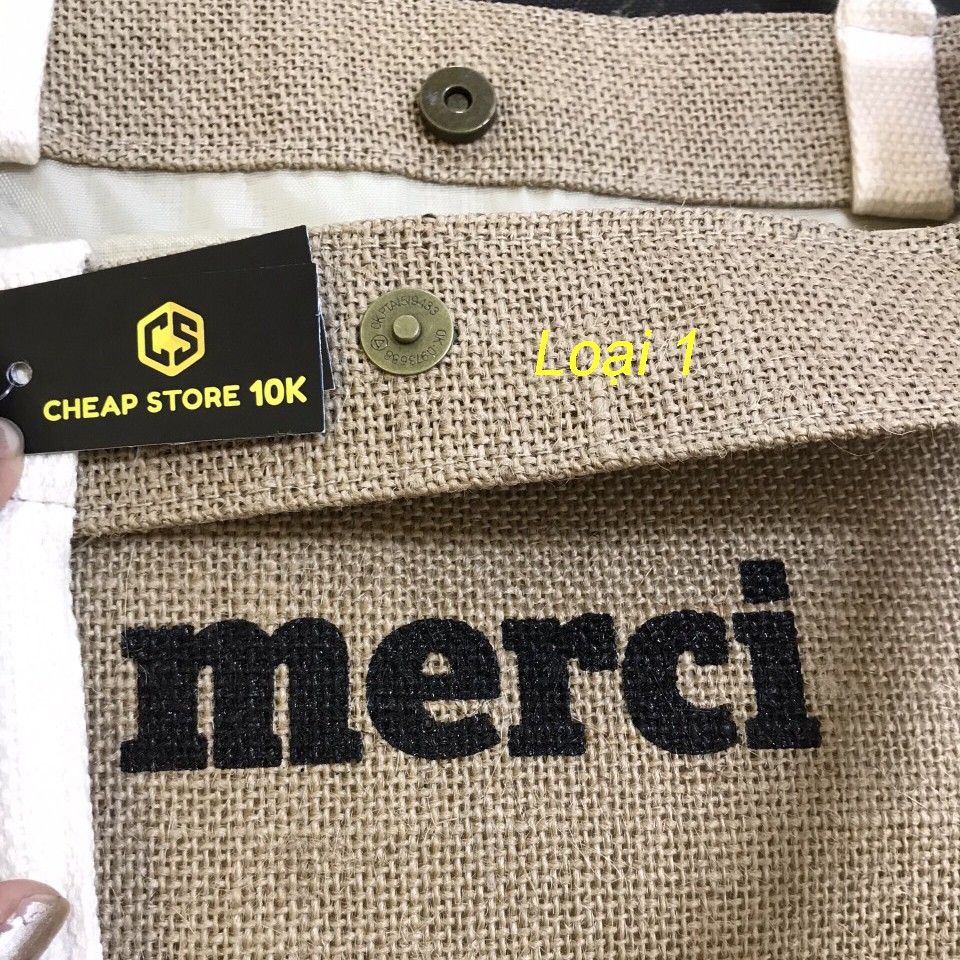 CS
CHEAP STORE 10K
Loại 1
merci